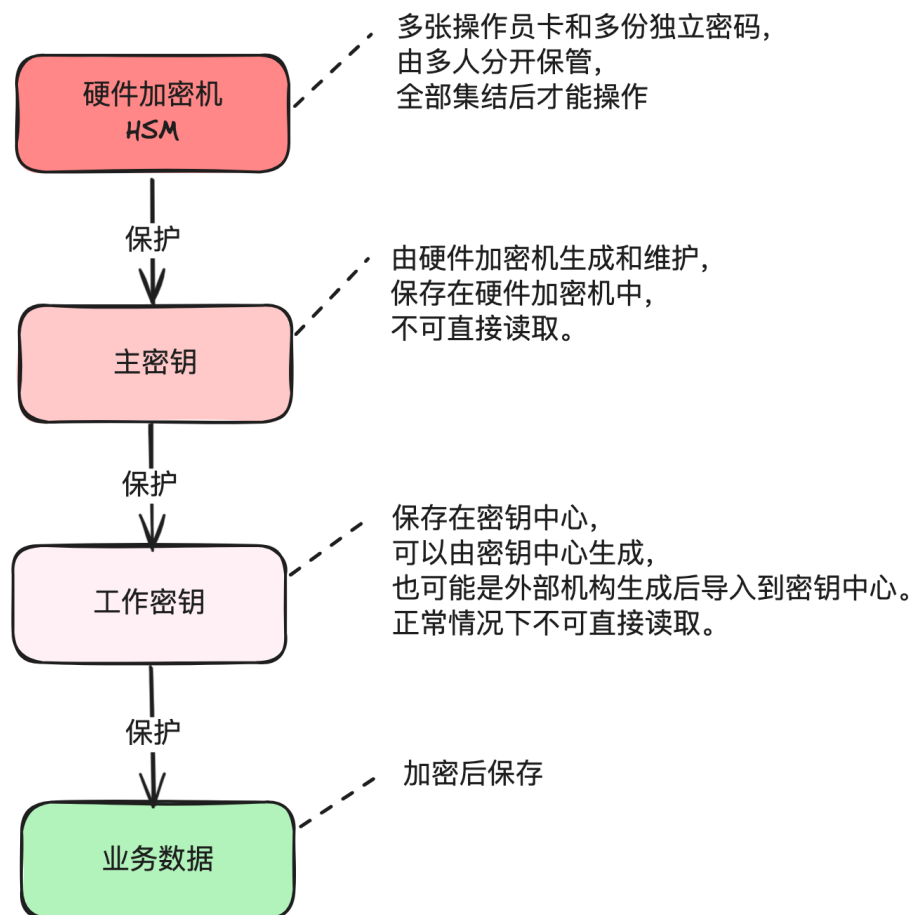 多张操作员卡和多份独立密码，
由多人分开保管，
全部集结后才能操作
硬件加密机
HSM
保护
由硬件加密机生成和维护，
保存在硬件加密机中，
不可直接读取。
主密钥
保护
保存在密钥中心，
可以由密钥中心生成，
也可能是外部机构生成后导入到密钥中心。
正常情况下不可直接读取。
工作密钥
保护
加密后保存
业务数据